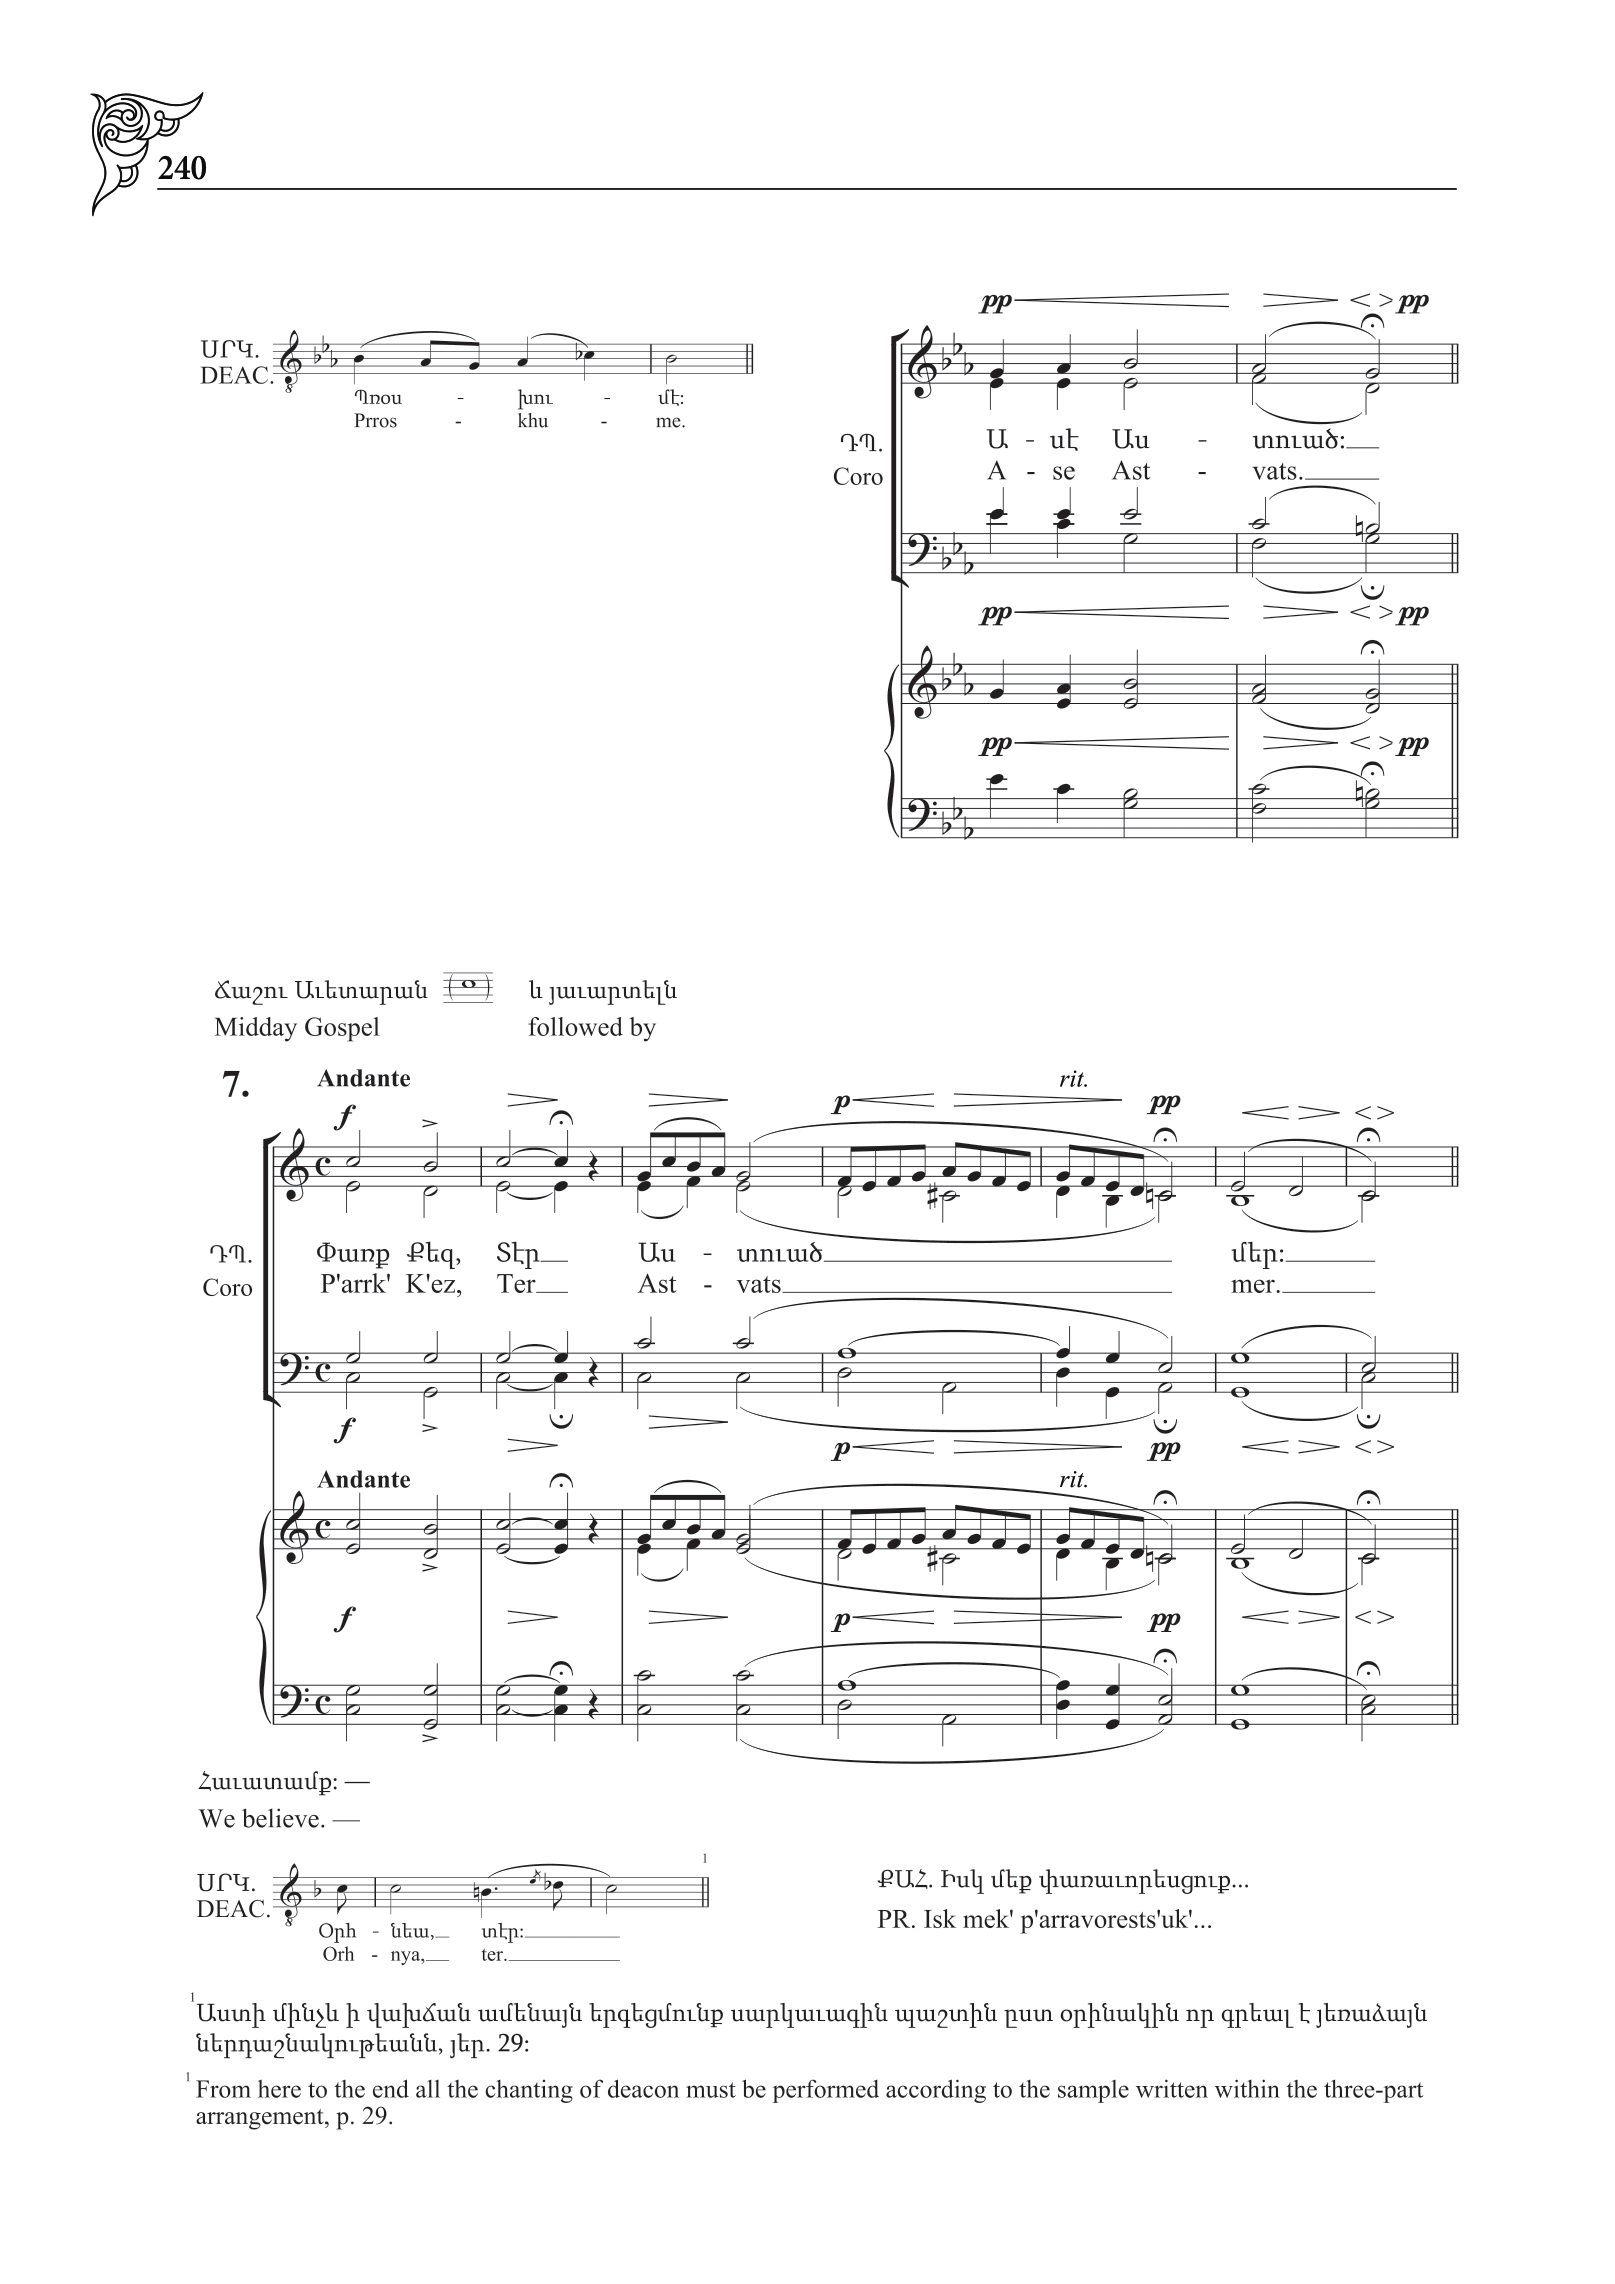 240
pp pp
ՍՐԿ.
DEAC.
Պռոս - խու - մէ:
Prros - khu - me.
ԴՊ.
Coro
Ա - սէ Աս - տուած:
A - se Ast - vats.
pp pp
pp pp
Ճաշու Աւետարան և յաւարտելն
Midday Gospel followed by
7. Andante rit.
f p pp
ԴՊ.
Coro
Փառք Քեզ, Տէր Աս - տուած մեր:
P'arrk' K'ez, Ter Ast - vats mer.
f p pp
Andante rit.
f p pp
Հաւատամք: —
We believe. —
1
ՍՐԿ.
DEAC.
Օրհ - նեա, տէր:
Orh - nya, ter.
ՔԱՀ. Իսկ մեք փառաւորեսցուք...
PR. Isk mek' p'arravorests'uk'...
1 Աստի մինչև ի վախճան ամենայն երգեցմունք սարկաւագին պաշտին ըստ օրինակին որ գրեալ է յեռաձայն
ներդաշնակութեանն, յեր. 29:
1 From here to the end all the chanting of deacon must be performed according to the sample written within the three-part
arrangement, p. 29.